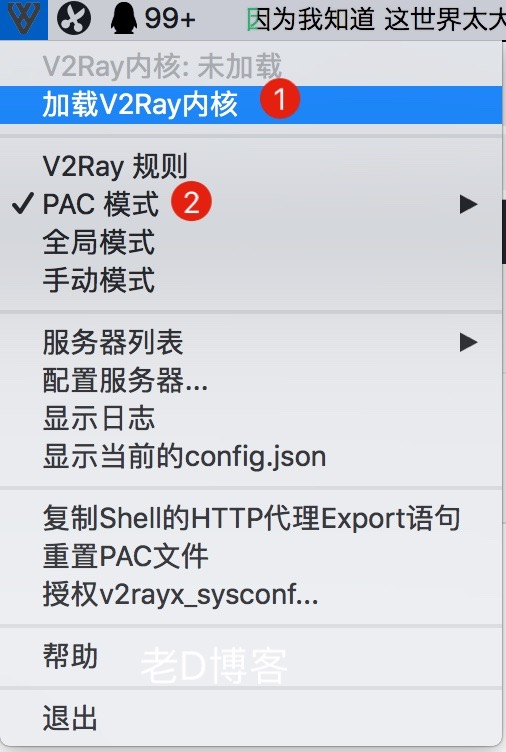 99+ 因为我知道 这世界太大
V2Ray内核: 未加载
加载V2Ray内核 1
V2Ray 规则
PAC 模式 2
全局模式
手动模式
服务器列表
配置服务器...
显示日志
显示当前的config.json
复制Shell的HTTP代理Export语句
重置PAC文件
授权v2rayx_sysconf...
帮助
老D博客
退出